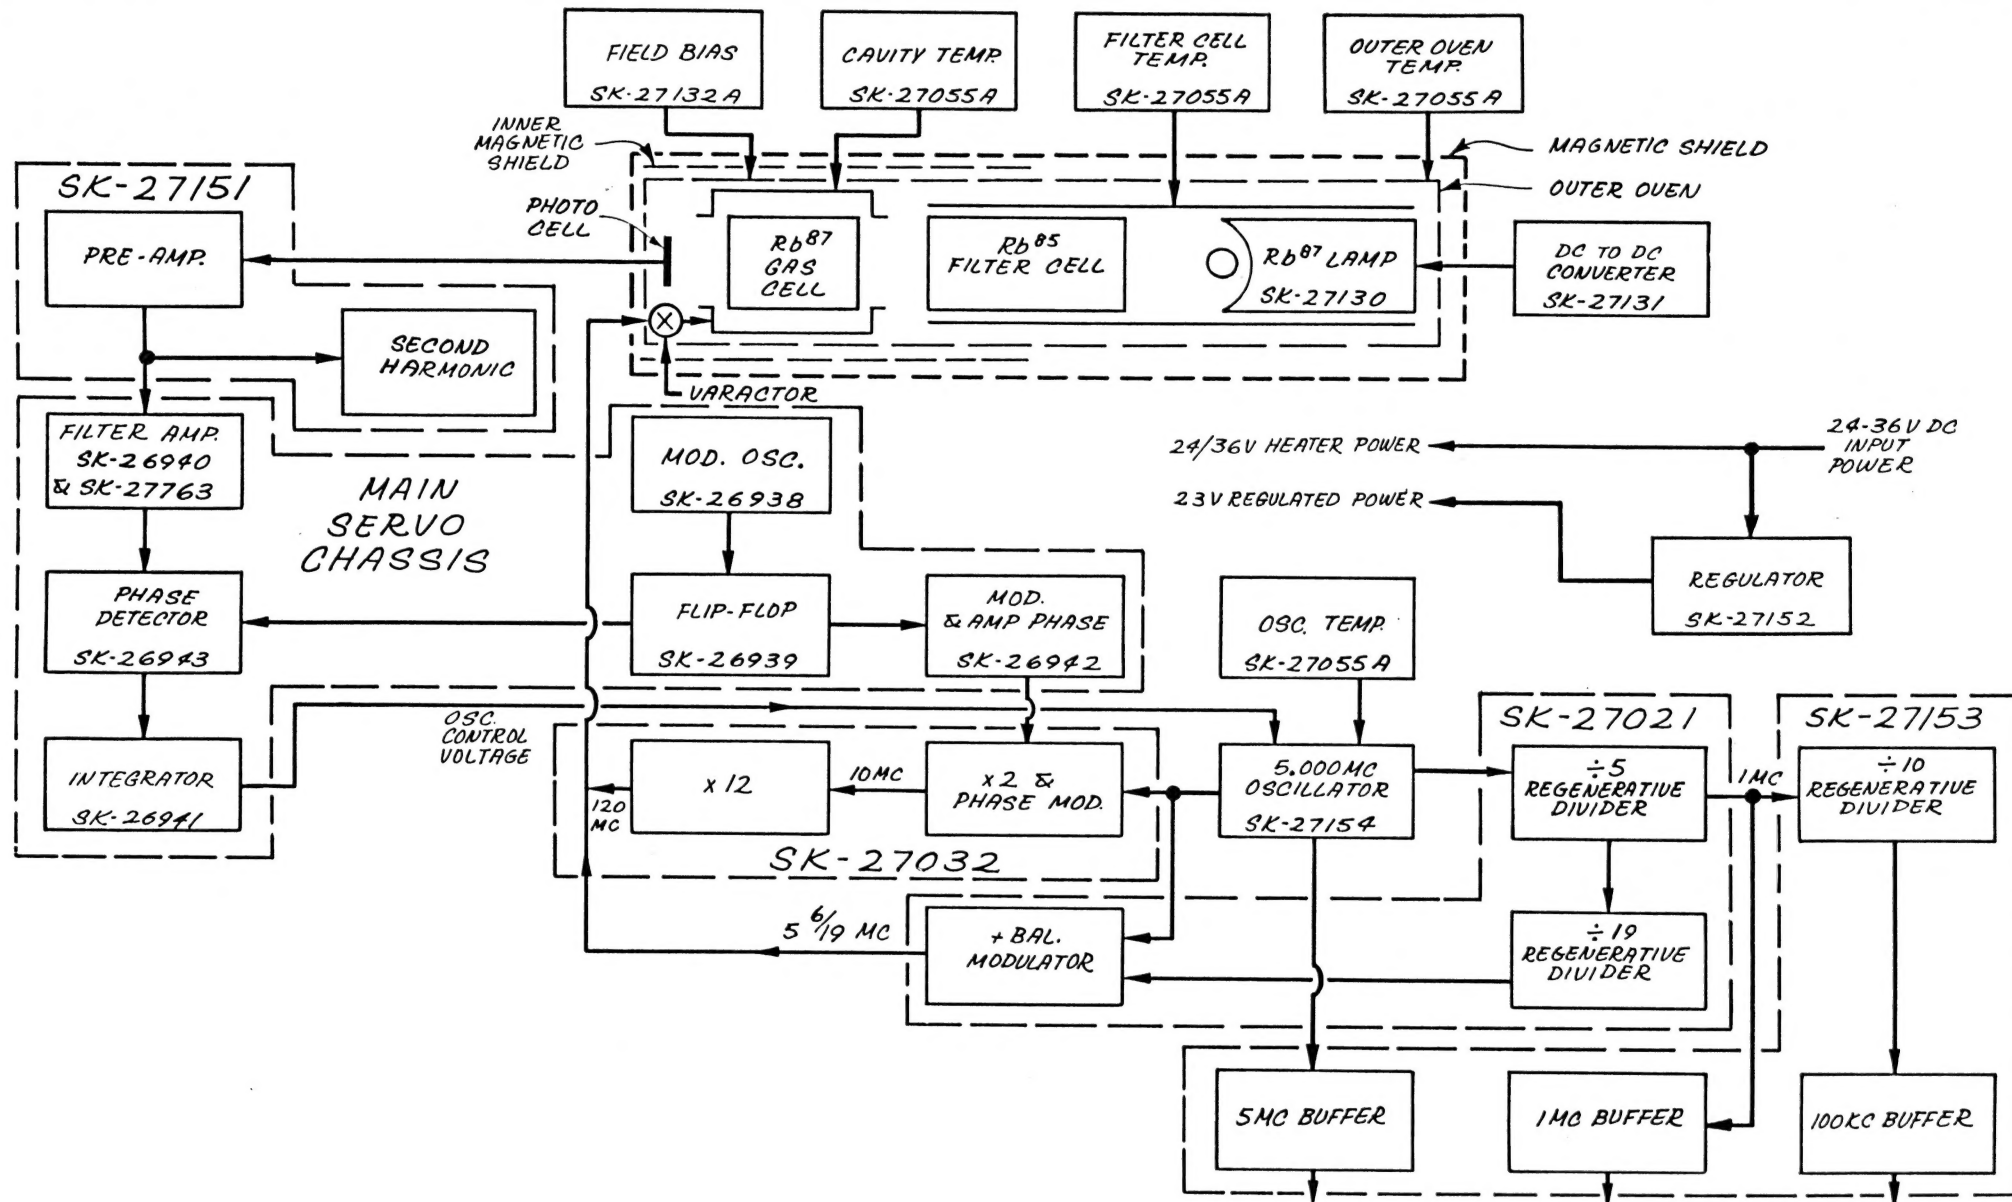 FIELD BIAS
SK-27132A
CAVITY TEMP.
SK-27055A
FILTER CELL
TEMP.
SK-27055A
OUTER OVEN
TEMP.
SK-27055A
INNER
MAGNETIC
SHIELD
MAGNETIC SHIELD
OUTER OVEN
SK-27151
PRE-AMP.
PHOTO
CELL
Rb87
GAS
CELL
Rb85
FILTER CELL
Rb87 LAMP
SK-27130
DC TO DC
CONVERTER
SK-27131
SECOND
HARMONIC
VARACTOR
FILTER AMP.
SK-26940
& SK-27763
MAIN
SERVO
CHASSIS
MOD. OSC.
SK-26938
24/36V HEATER POWER
24-36V DC
INPUT
POWER
23V REGULATED POWER
REGULATOR
SK-27152
PHASE
DETECTOR
SK-26943
FLIP-FLOP
SK-26939
MOD.
& AMP PHASE
SK-26942
OSC. TEMP.
SK-27055A
OSC.
CONTROL
VOLTAGE
INTEGRATOR
SK-26941
120
MC
x 12
10MC
x2 &
PHASE MOD.
SK-27032
5.000MC
OSCILLATOR
SK-27154
SK-27021
÷5
REGENERATIVE
DIVIDER
1MC
SK-27153
÷10
REGENERATIVE
DIVIDER
5 6/19 MC
+ BAL.
MODULATOR
÷19
REGENERATIVE
DIVIDER
5MC BUFFER
1MC BUFFER
100KC BUFFER